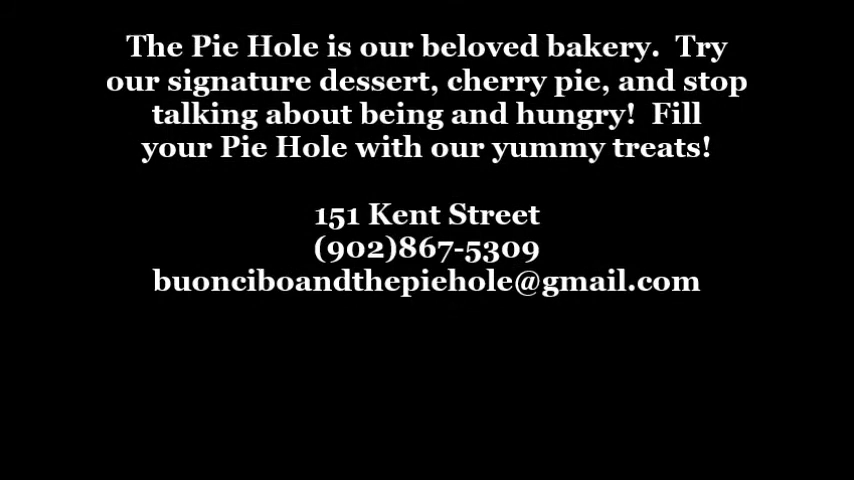 The Pie Hole is our beloved bakery.  Try
our signature dessert, cherry pie, and stop
talking about being and hungry!  Fill
your Pie Hole with our yummy treats!
151 Kent Street
(902)867-5309
buonciboandthepiehole@gmail.com